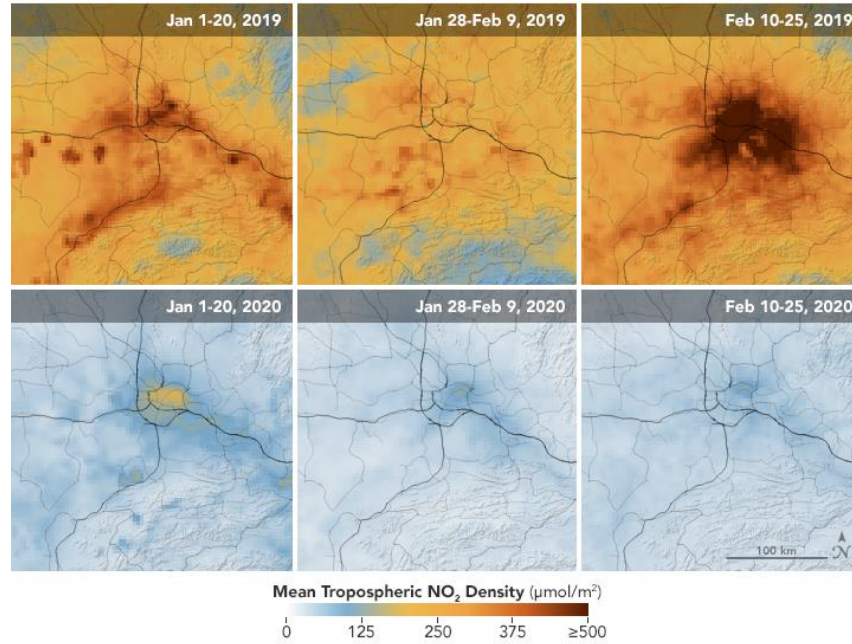 Jan 1-20, 2019
Jan 28-Feb 9, 2019
Feb 10-25, 2019
Jan 1-20, 2020
Jan 28-Feb 9, 2020
Feb 10-25, 2020
100 km
N
Mean Tropospheric NO₂ Density (µmol/m²)
0 125 250 375 ≥500